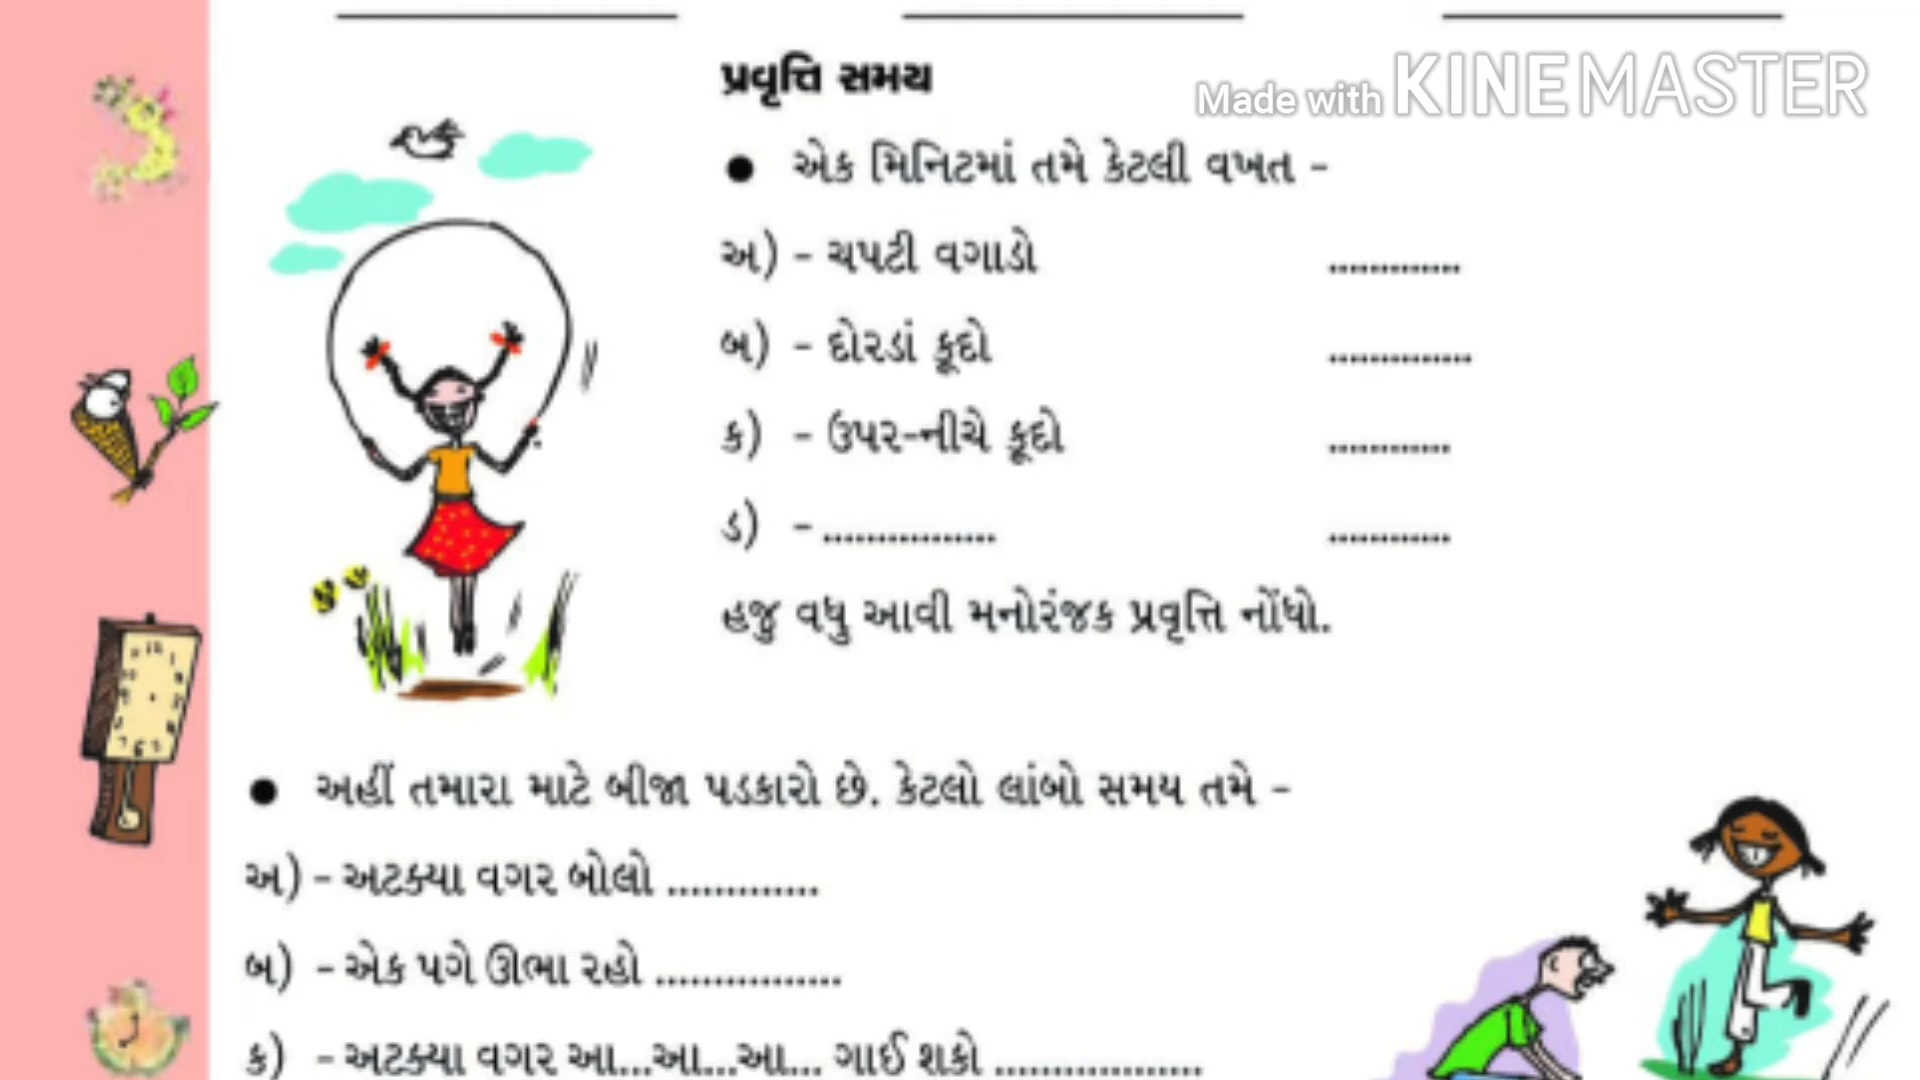 પ્રવૃત્તિ સમય
Made with KINEMASTER
● એક મિનિટમાં તમે કેટલી વખત -
અ) - ચપટી વગાડો .............
બ) - દોરડાં કૂદો ..............
ક) - ઉપર-નીચે કૂદો ............
ડ) - ................. ............
હજુ વધુ આવી મનોરંજક પ્રવૃત્તિ નોંધો.
● અહીં તમારા માટે બીજા પડકારો છે. કેટલો લાંબો સમય તમે -
અ) - અટક્યા વગર બોલો .............
બ) - એક પગે ઊભા રહો ................
ક) - અટક્યા વગર આ...આ...આ... ગાઈ શકો ..................